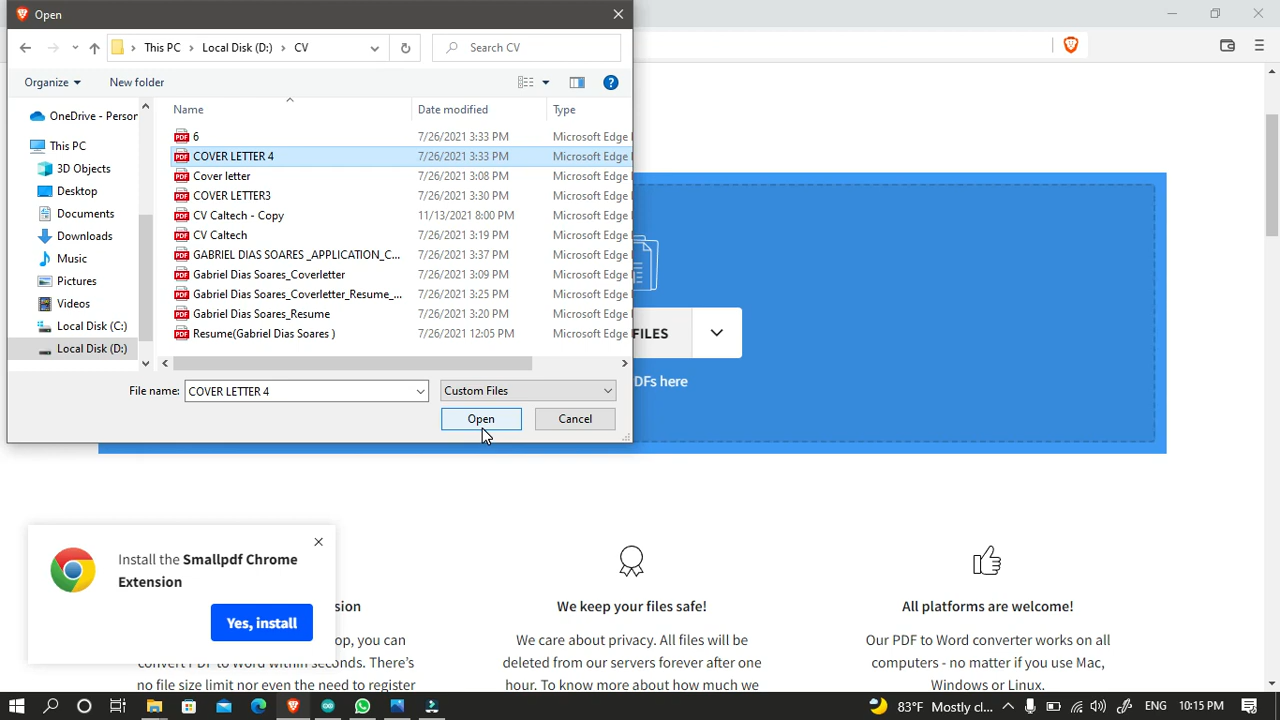 Open
This PC
Local Disk (D:)
CV
Search CV
Organize
New folder
Name
Date modified
Type
OneDrive - Person
This PC
3D Objects
Desktop
Documents
Downloads
Music
Pictures
Videos
Local Disk (C:)
Local Disk (D:)
6 7/26/2021 3:33 PM Microsoft Edge
COVER LETTER 4 7/26/2021 3:33 PM Microsoft Edge
Cover letter 7/26/2021 3:08 PM Microsoft Edge
COVER LETTER3 7/26/2021 3:30 PM Microsoft Edge
CV Caltech - Copy 11/13/2021 8:00 PM Microsoft Edge
CV Caltech 7/26/2021 3:19 PM Microsoft Edge
GABRIEL DIAS SOARES _APPLICATION_C... 7/26/2021 3:37 PM Microsoft Edge
Gabriel Dias Soares_Coverletter 7/26/2021 3:09 PM Microsoft Edge
Gabriel Dias Soares_Coverletter_Resume_... 7/26/2021 3:25 PM Microsoft Edge
Gabriel Dias Soares_Resume 7/26/2021 3:20 PM Microsoft Edge
Resume(Gabriel Dias Soares ) 7/26/2021 12:05 PM Microsoft Edge
File name: COVER LETTER 4
Custom Files
Open
Cancel
FILES
DFs here
Install the Smallpdf Chrome
Extension
Yes, install
sion
op, you can
convert PDF to Word within seconds. There's
no file size limit nor even the need to register
We keep your files safe!
We care about privacy. All files will be
deleted from our servers forever after one
hour. To know more about how much we
All platforms are welcome!
Our PDF to Word converter works on all
computers - no matter if you use Mac,
Windows or Linux.
83°F Mostly cl...
ENG
10:15 PM